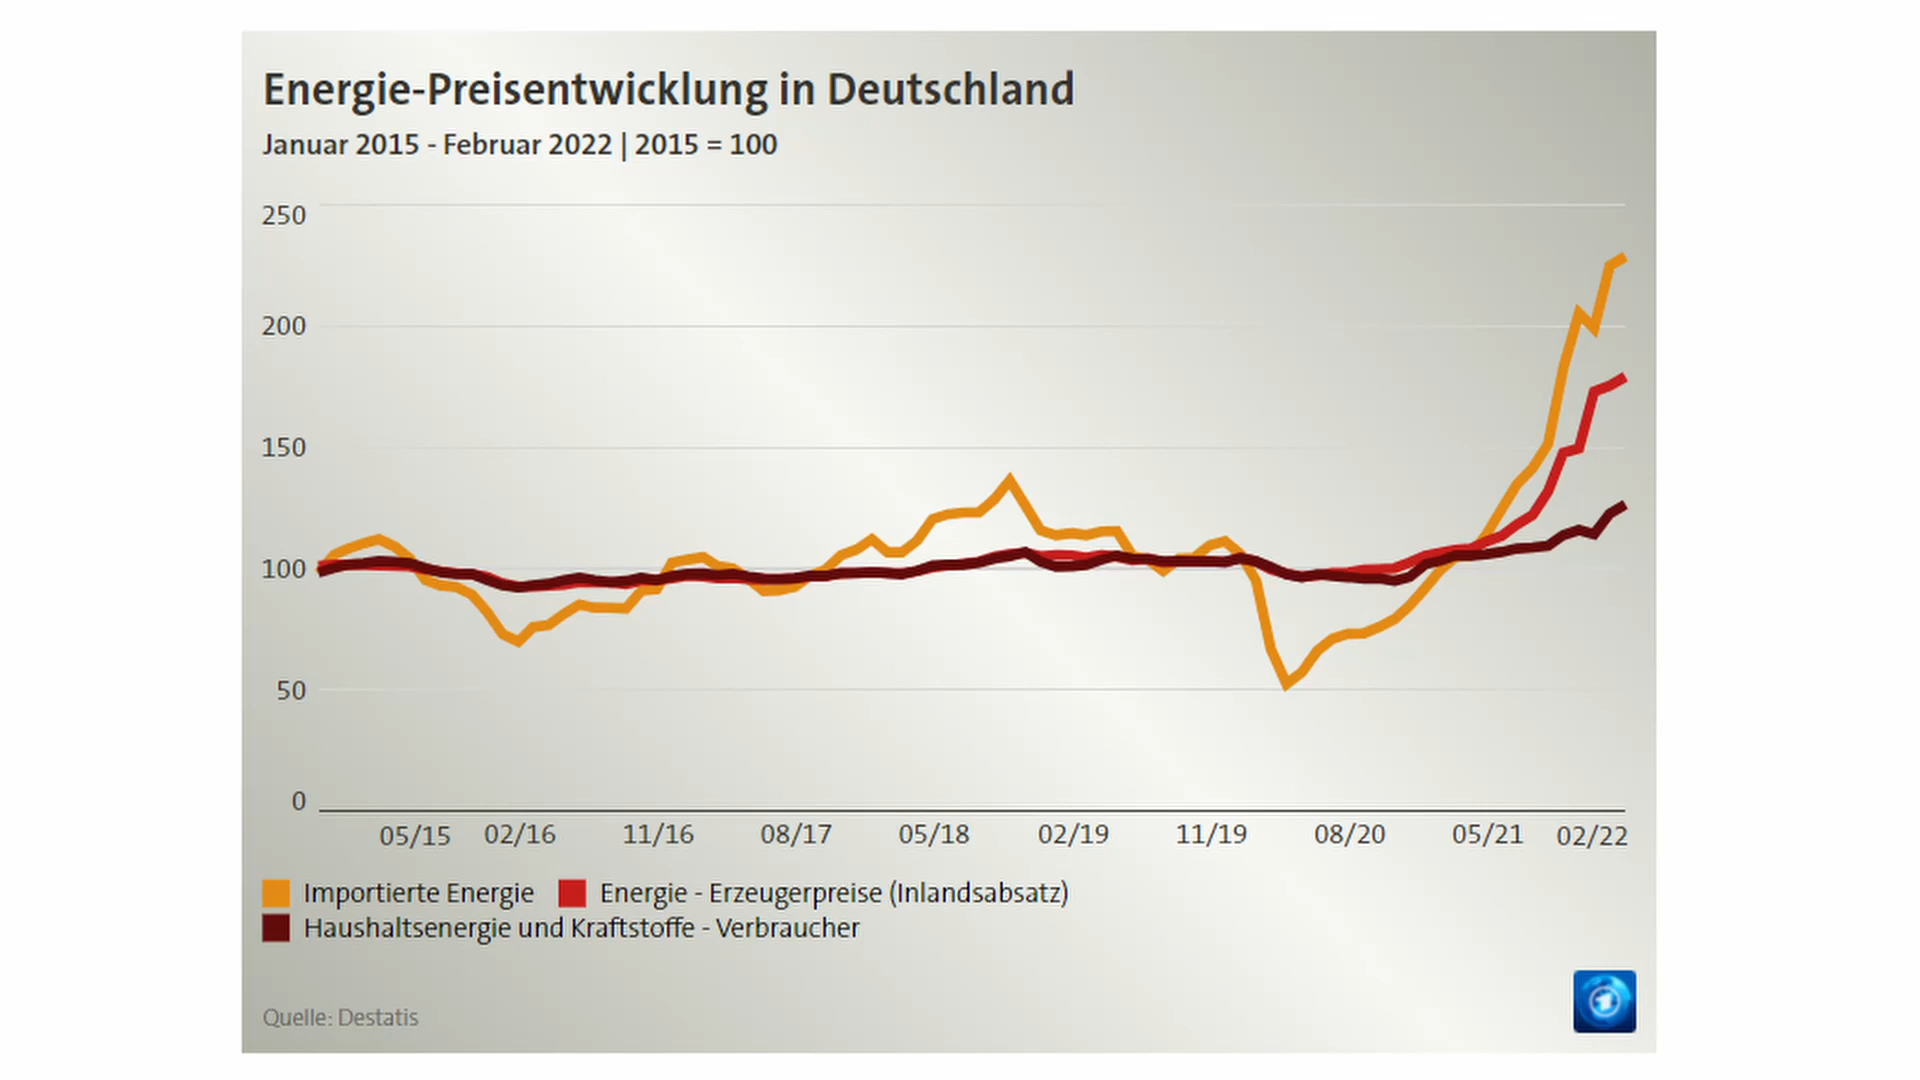 Energie-Preisentwicklung in Deutschland
Januar 2015 - Februar 2022 | 2015 = 100
250
200
150
100
50
0
05/15 02/16 11/16 08/17 05/18 02/19 11/19 08/20 05/21 02/22
Importierte Energie Energie - Erzeugerpreise (Inlandsabsatz)
Haushaltsenergie und Kraftstoffe - Verbraucher
Quelle: Destatis